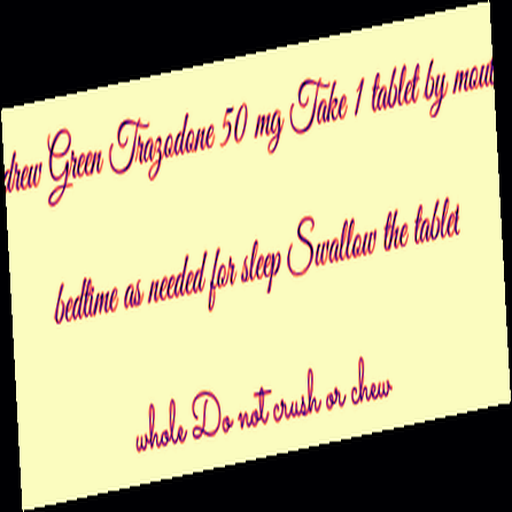 drew Green Trazodone 50 mg Take 1 tablet by mou
bedtime as needed for sleep Swallow the tablet
whole Do not crush or chew